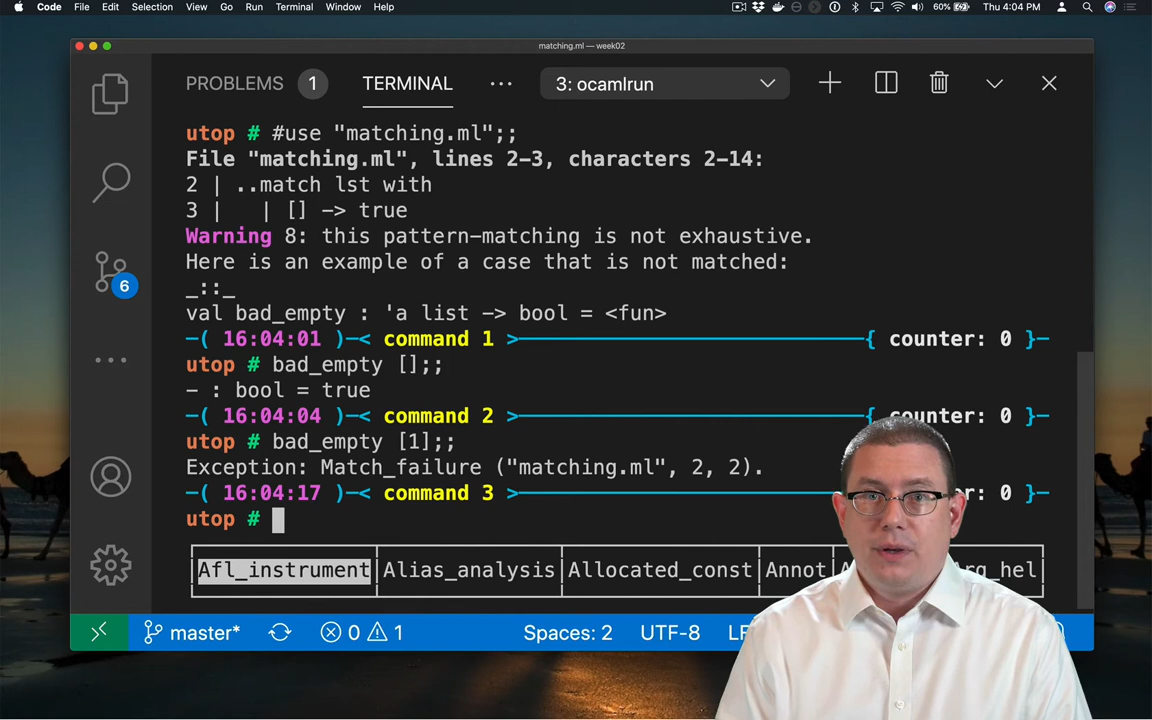 Code File Edit Selection View Go Run Terminal Window Help 60% Thu 4:04 PM
matching.ml — week02
PROBLEMS 1 TERMINAL ··· 3: ocamlrun
utop # #use "matching.ml";;
File "matching.ml", lines 2-3, characters 2-14:
2 | ..match lst with
3 |   | [] -> true
Warning 8: this pattern-matching is not exhaustive.
Here is an example of a case that is not matched:
_::_
val bad_empty : 'a list -> bool = <fun>
-( 16:04:01 )-< command 1 >-{ counter: 0 }-
utop # bad_empty [];;
- : bool = true
-( 16:04:04 )-< command 2 >-{ counter: 0 }-
utop # bad_empty [1];;
Exception: Match_failure ("matching.ml", 2, 2).
-( 16:04:17 )-< command 3 >- 0 }-
utop #
Afl_instrument|Alias_analysis|Allocated_const|Annot
6
master* 0 1 Spaces: 2 UTF-8